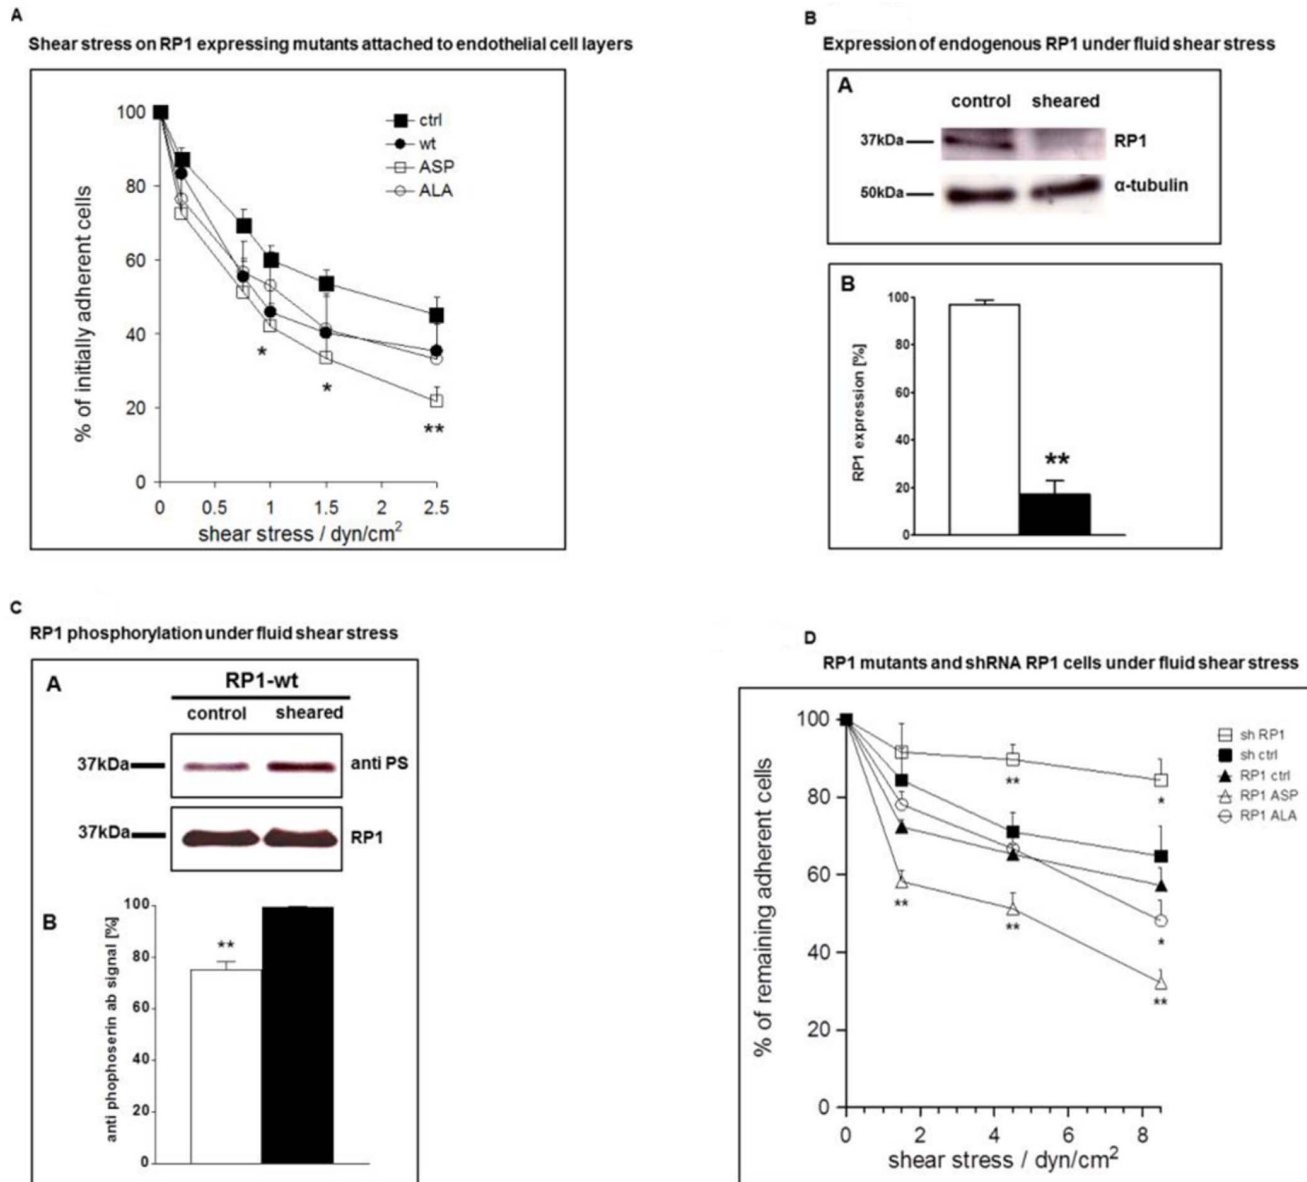 A
Shear stress on RP1 expressing mutants attached to endothelial cell layers
% of initially adherent cells
100
80
60
40
20
0
ctrl
wt
ASP
ALA
*
*
**
0 0.5 1 1.5 2 2.5
shear stress / dyn/cm²
B
Expression of endogenous RP1 under fluid shear stress
A
control sheared
37kDa RP1
50kDa α-tubulin
B
RP1 expression [%]
100
80
60
40
20
0
**
C
RP1 phosphorylation under fluid shear stress
A
RP1-wt
control sheared
37kDa anti PS
37kDa RP1
B
anti phophoserin ab signal [%]
100
80
60
40
20
0
**
D
RP1 mutants and shRNA RP1 cells under fluid shear stress
% of remaining adherent cells
100
80
60
40
20
0
sh RP1
sh ctrl
RP1 ctrl
RP1 ASP
RP1 ALA
**
*
**
**
*
**
0 2 4 6 8
shear stress / dyn/cm²